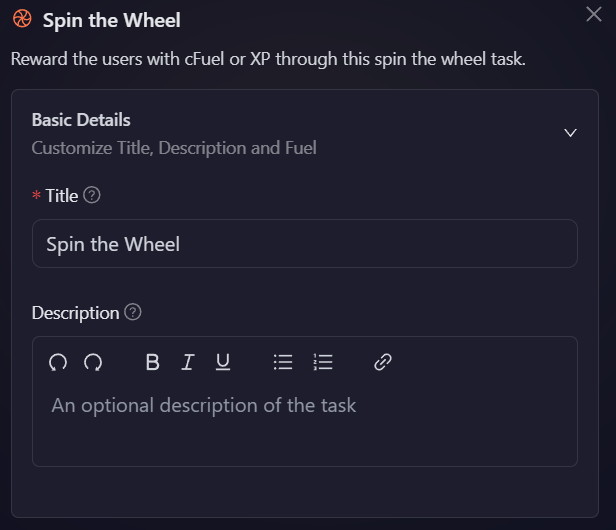 Spin the Wheel
Reward the users with cFuel or XP through this spin the wheel task.
Basic Details
Customize Title, Description and Fuel
* Title ?
Spin the Wheel
Description ?
B I U
An optional description of the task